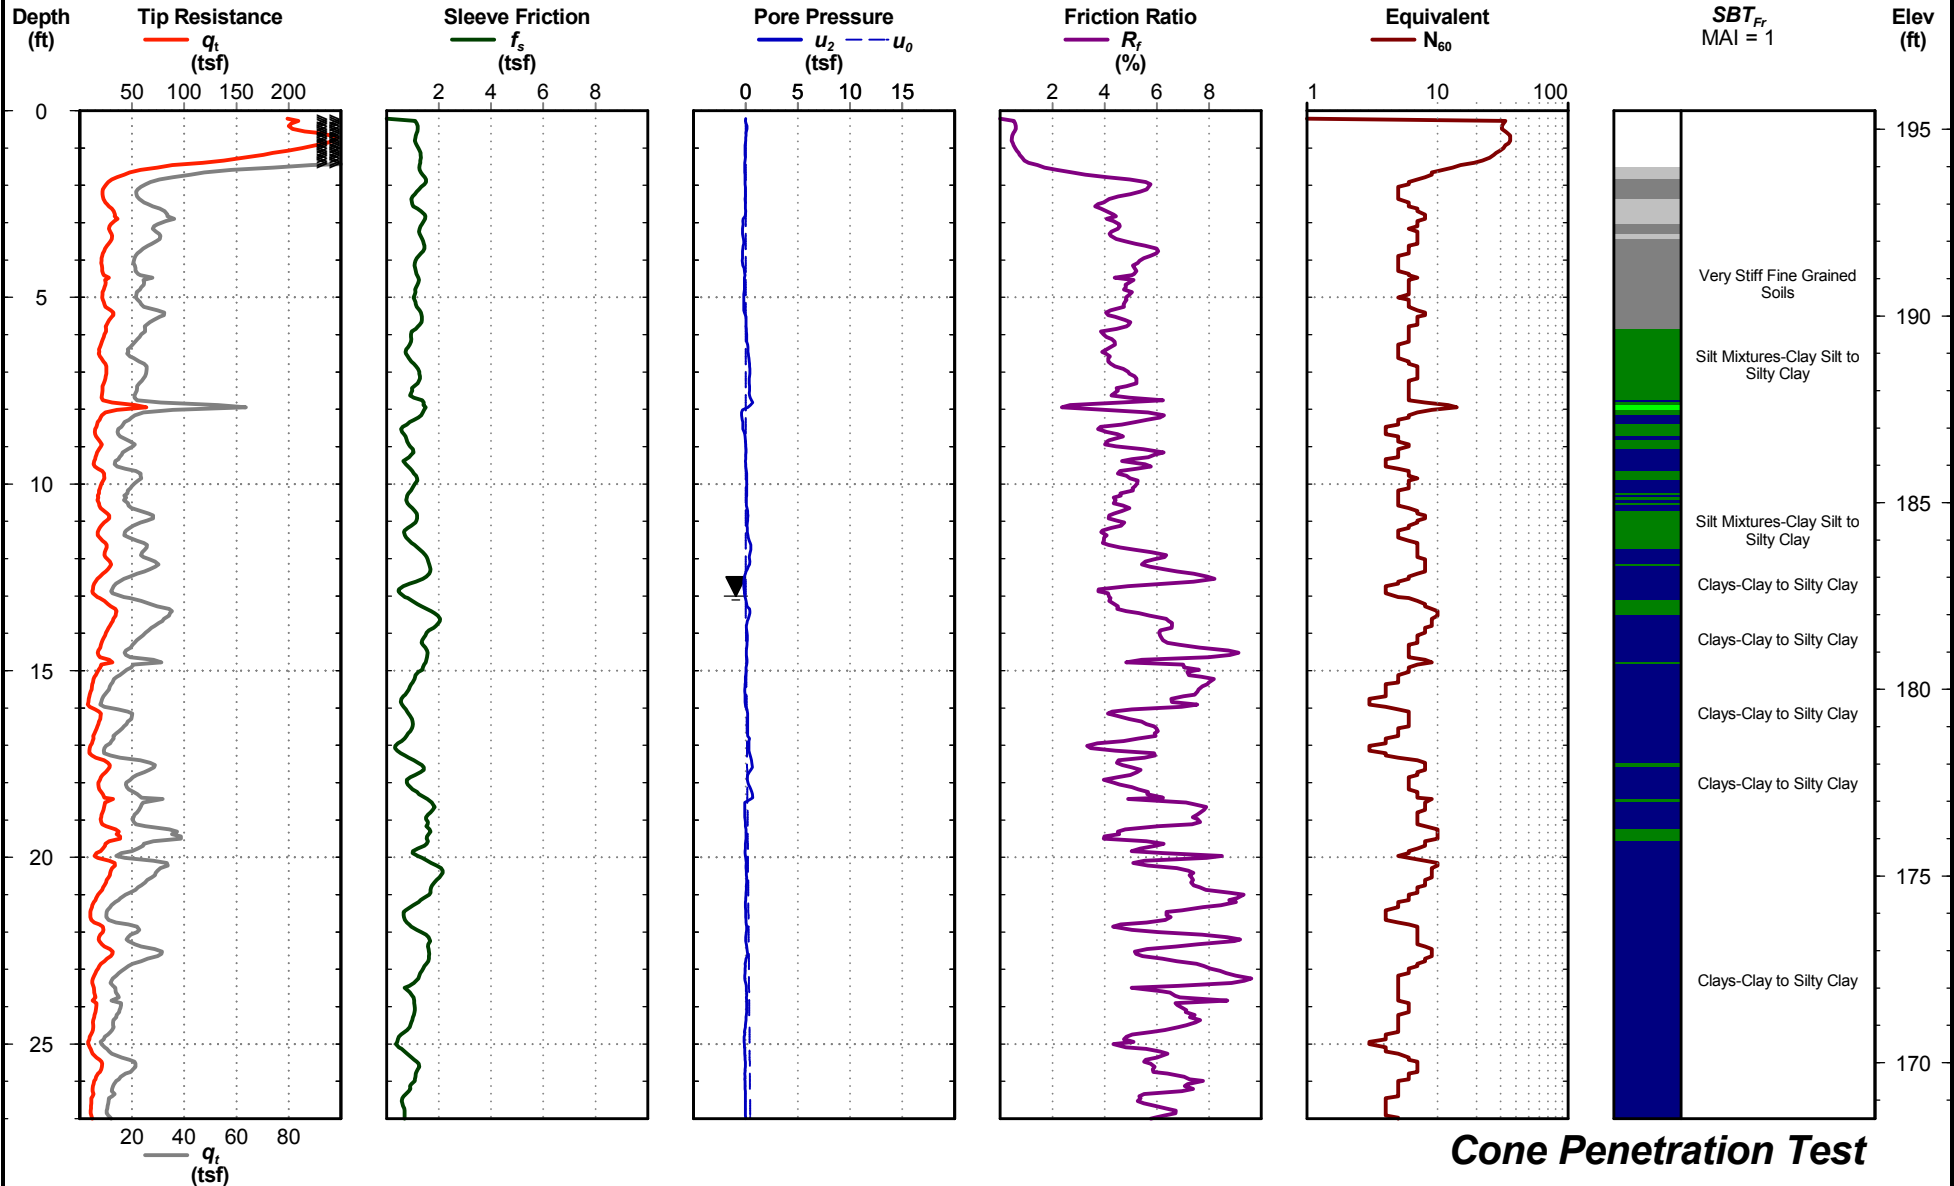 Depth
(ft)
Tip Resistance
qt
(tsf)
Sleeve Friction
fs
(tsf)
Pore Pressure
u2 u0
(tsf)
Friction Ratio
Rf
(%)
Equivalent
N60
SBTFr
MAI = 1
Elev
(ft)
50 100 150 200
2 4 6 8
0 5 10 15
2 4 6 8
1 10 100
0
5
10
15
20
25
Very Stiff Fine Grained
Soils
Silt Mixtures-Clay Silt to
Silty Clay
Silt Mixtures-Clay Silt to
Silty Clay
Clays-Clay to Silty Clay
Clays-Clay to Silty Clay
Clays-Clay to Silty Clay
Clays-Clay to Silty Clay
Clays-Clay to Silty Clay
195
190
185
180
175
170
20 40 60 80
qt
(tsf)
Cone Penetration Test